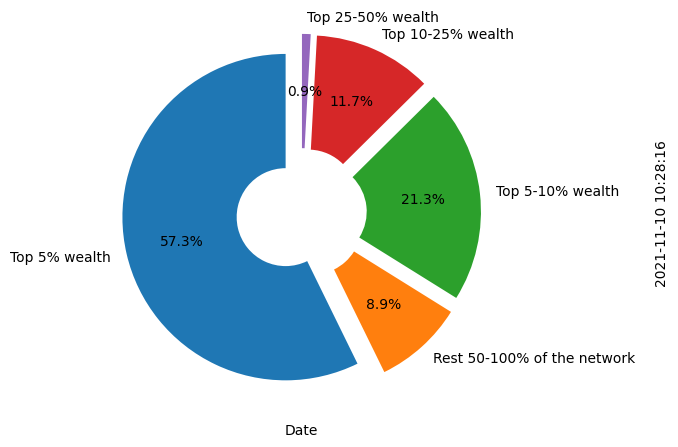 Top 25-50% wealth
Top 10-25% wealth
0.9%
11.7%
Top 5-10% wealth
21.3%
57.3%
Top 5% wealth
8.9%
Rest 50-100% of the network
Date
2021-11-10 10:28:16